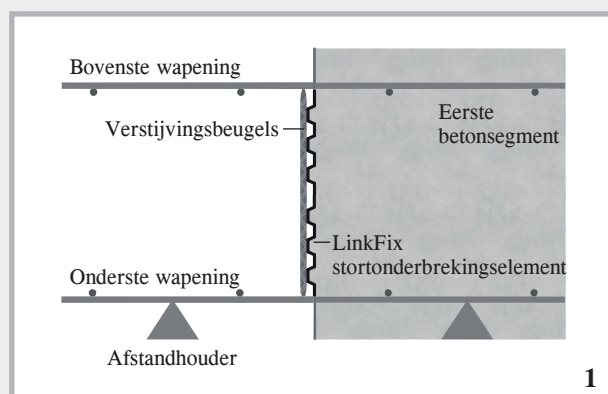 Bovenste wapening
Verstijvingsbeugels
Eerste
betonsegment
LinkFix
stortonderbrekingselement
Onderste wapening
Afstandhouder
1